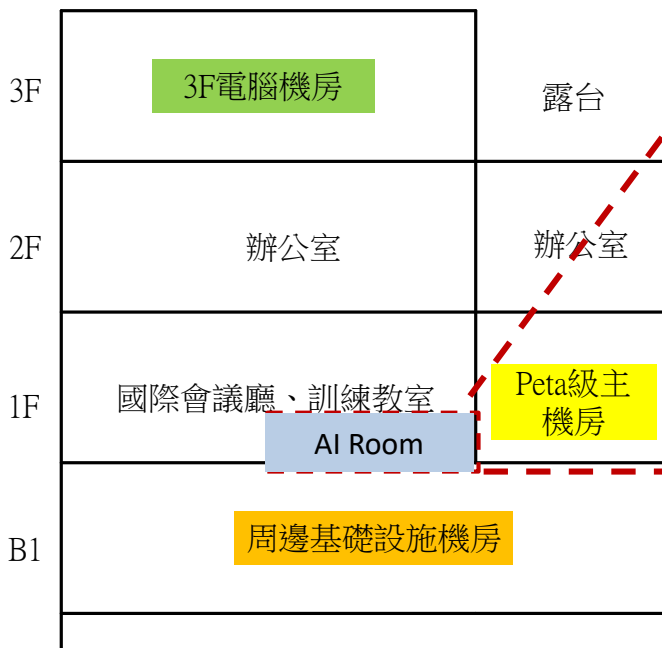 3F
3F電腦機房
露台
2F
辦公室
辦公室
1F
國際會議廳、訓練教室
Peta級主
機房
AI Room
B1
周邊基礎設施機房